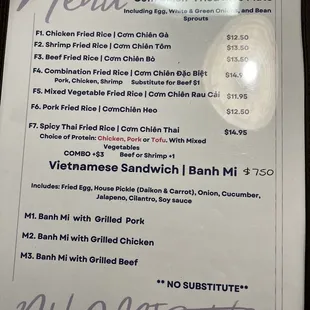 Menu
Including Egg, White & Green Onions, and Bean
Sprouts
F1. Chicken Fried Rice | Cơm Chiên Gà $12.50
F2. Shrimp Fried Rice | Cơm Chiên Tôm $13.50
F3. Beef Fried Rice | Cơm Chiên Bò $13.50
F4. Combination Fried Rice | Cơm Chiên Đặc Biệt $14.95
Pork, Chicken, Shrimp Substitute for Beef $1
F5. Mixed Vegetable Fried Rice | Cơm Chiên Rau Cải $11.95
F6. Pork Fried Rice | CơmChiên Heo $12.50
F7. Spicy Thai Fried Rice | Cơm Chiên Thai $14.95
Choice of Protein: Chicken, Pork or Tofu. With Mixed
Vegetables
COMBO +$3 Beef or Shrimp +1
Vietnamese Sandwich | Banh Mi $7.50
Includes: Fried Egg, House Pickle (Daikon & Carrot), Onion, Cucumber,
Jalapeno, Cilantro, Soy sauce
M1. Banh Mi with Grilled Pork
M2. Banh Mi with Grilled Chicken
M3. Banh Mi with Grilled Beef
** NO SUBSTITUTE**